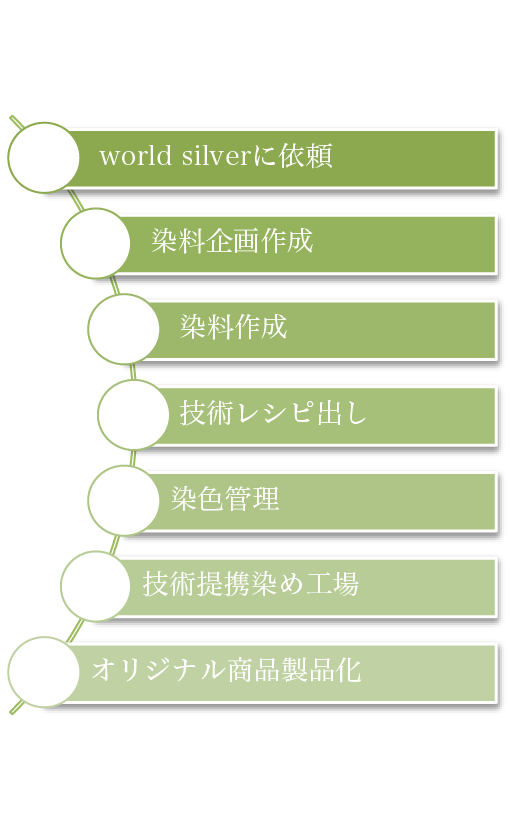 world silverに依頼
染料企画作成
染料作成
技術レシピ出し
染色管理
技術提携染め工場
オリジナル商品製品化